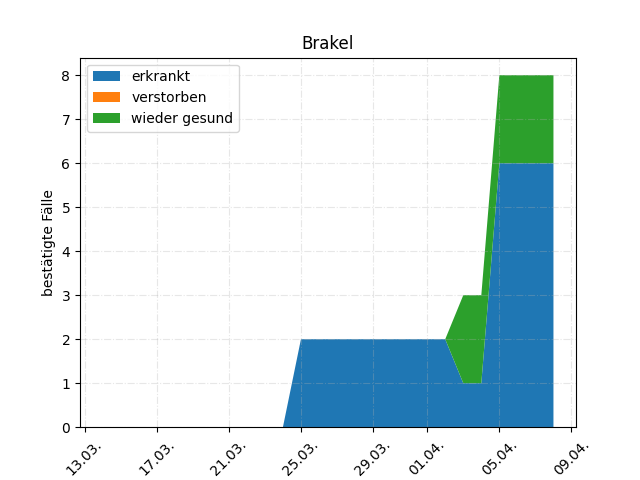 Brakel
erkrankt
verstorben
wieder gesund
bestätigte Fälle
8
7
6
5
4
3
2
1
0
13.03. 17.03. 21.03. 25.03. 29.03. 01.04. 05.04. 09.04.